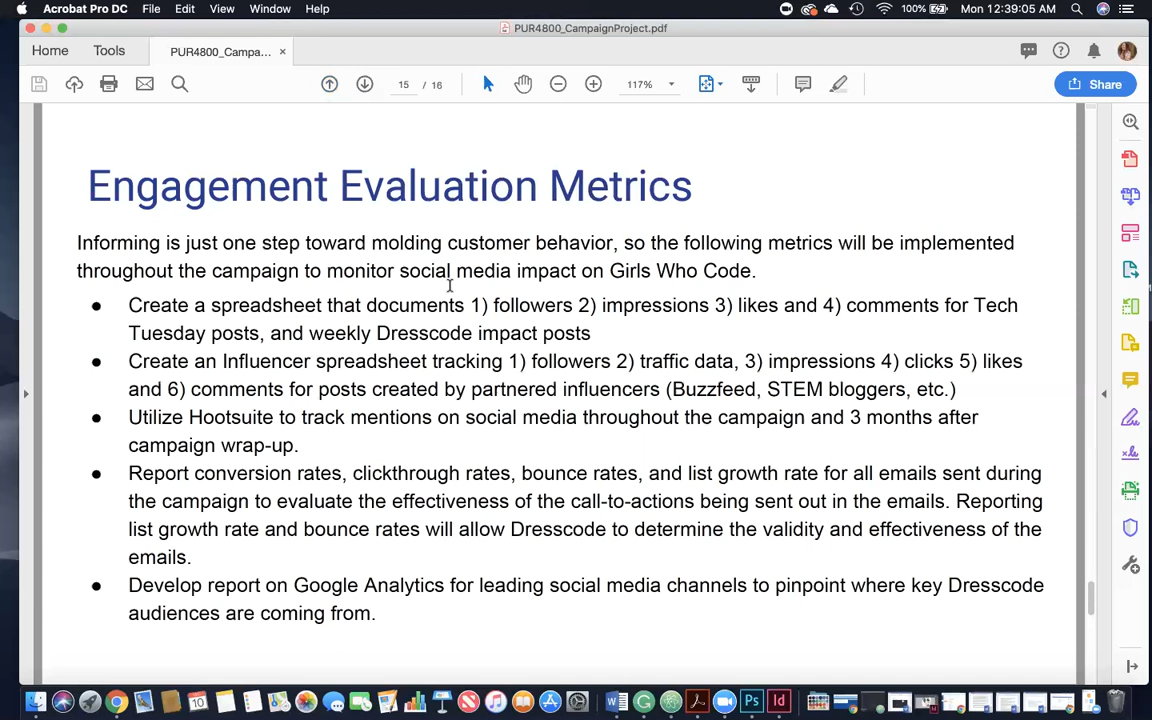 Acrobat Pro DC File Edit View Window Help 100% Mon 12:39:05 AM
PUR4800_CampaignProject.pdf
Home Tools PUR4800_Campa... ×
15 / 16 117% Share
Engagement Evaluation Metrics
Informing is just one step toward molding customer behavior, so the following metrics will be implemented
throughout the campaign to monitor social media impact on Girls Who Code.
● Create a spreadsheet that documents 1) followers 2) impressions 3) likes and 4) comments for Tech
Tuesday posts, and weekly Dresscode impact posts
● Create an Influencer spreadsheet tracking 1) followers 2) traffic data, 3) impressions 4) clicks 5) likes
and 6) comments for posts created by partnered influencers (Buzzfeed, STEM bloggers, etc.)
● Utilize Hootsuite to track mentions on social media throughout the campaign and 3 months after
campaign wrap-up.
● Report conversion rates, clickthrough rates, bounce rates, and list growth rate for all emails sent during
the campaign to evaluate the effectiveness of the call-to-actions being sent out in the emails. Reporting
list growth rate and bounce rates will allow Dresscode to determine the validity and effectiveness of the
emails.
● Develop report on Google Analytics for leading social media channels to pinpoint where key Dresscode
audiences are coming from.
10 Ps Id